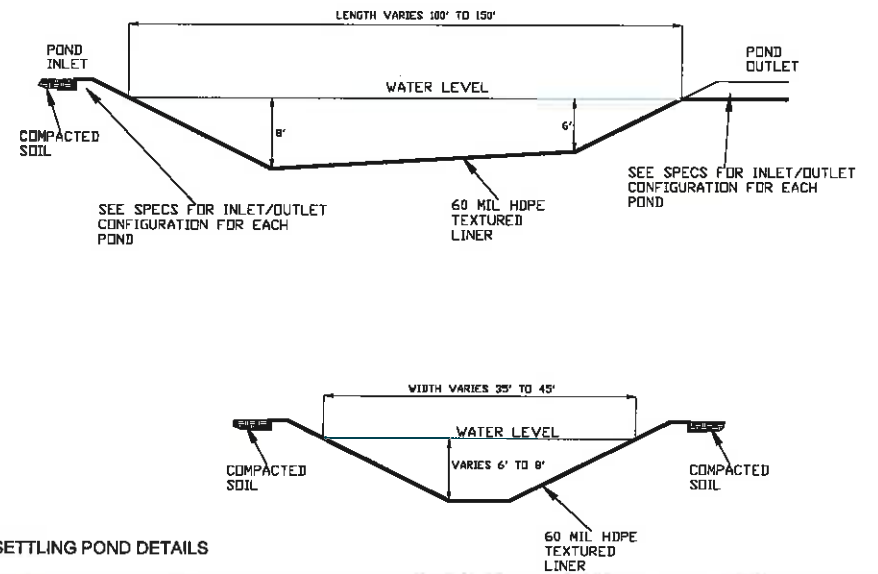 LENGTH VARIES 100' TO 150'
POND
INLET
POND
OUTLET
WATER LEVEL
8'
6'
COMPACTED
SOIL
SEE SPECS FOR INLET/OUTLET
CONFIGURATION FOR EACH
POND
60 MIL HDPE
TEXTURED
LINER
SEE SPECS FOR INLET/OUTLET
CONFIGURATION FOR EACH
POND
WIDTH VARIES 35' TO 45'
WATER LEVEL
VARIES 6' TO 8'
COMPACTED
SOIL
COMPACTED
SOIL
60 MIL HDPE
TEXTURED
LINER
SETTLING POND DETAILS